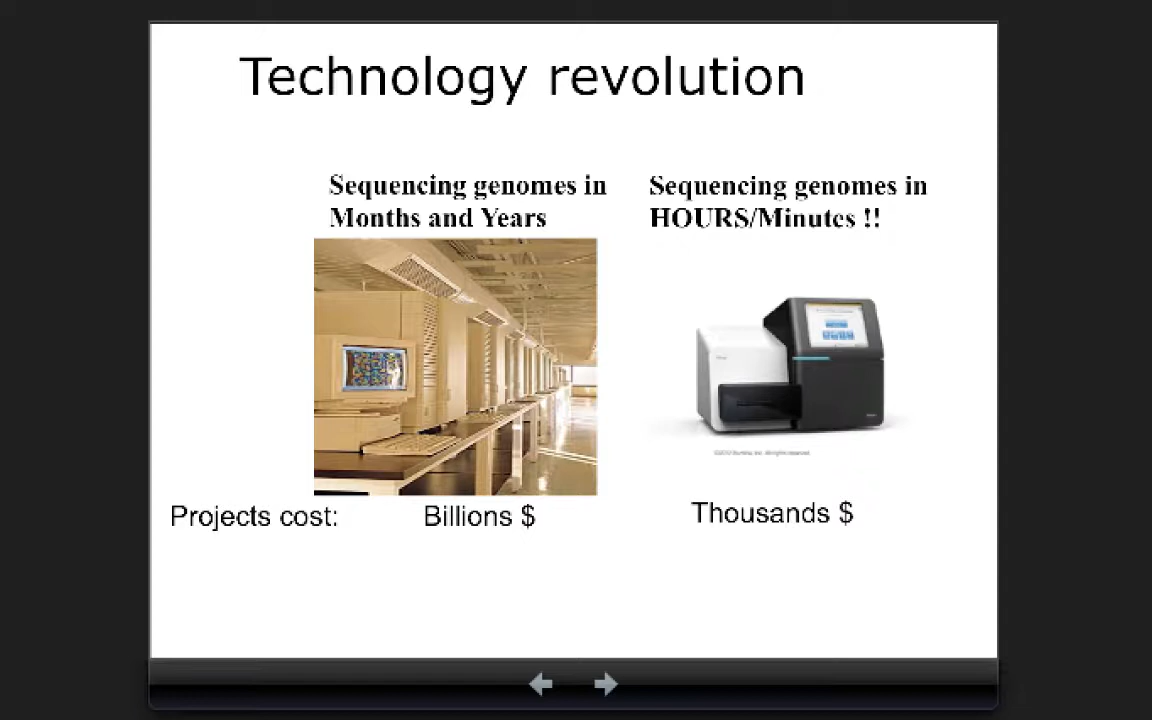 Technology revolution
Sequencing genomes in
Months and Years
Sequencing genomes in
HOURS/Minutes !!
Projects cost:
Billions $
Thousands $